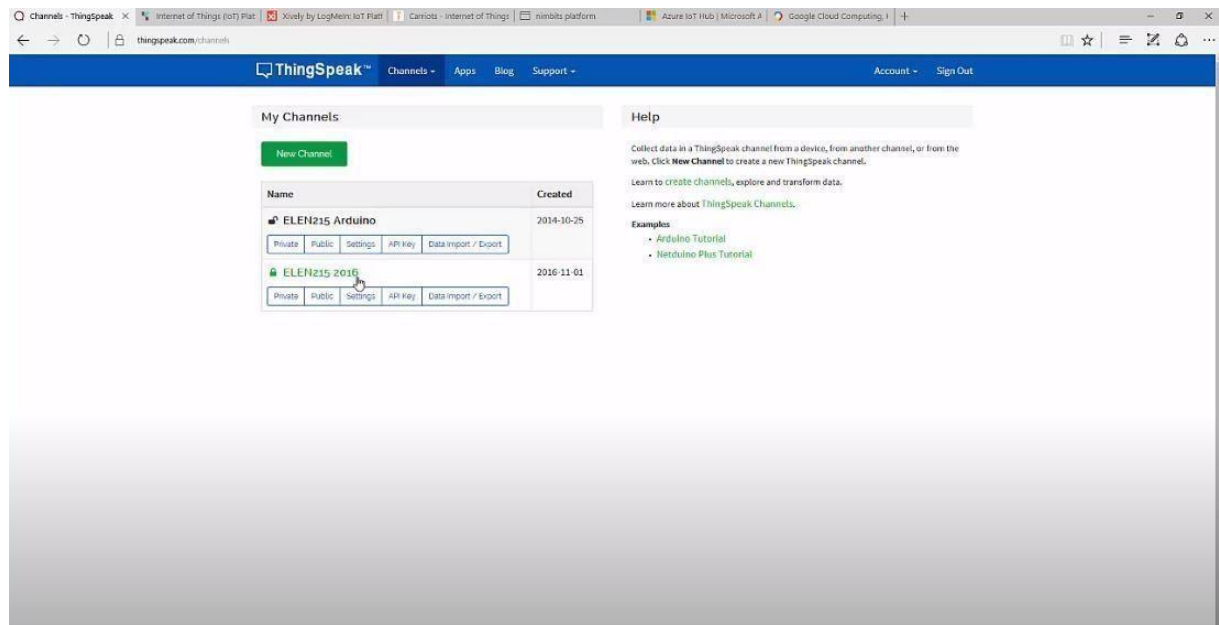 Channels - ThingSpeak
Internet of Things (IoT) Plat
Xively by LogMeIn: IoT Platf
Carriots - Internet of Things
nimbits platform
Azure IoT Hub | Microsoft A
Google Cloud Computing, I
thingspeak.com/channels
ThingSpeak™ Channels Apps Blog Support Account Sign Out
My Channels
New Channel
Name Created
ELEN215 Arduino 2014-10-25
Private Public Settings API Key Data Import / Export
ELEN215 2016 2016-11-01
Private Public Settings API Key Data Import / Export
Help
Collect data in a ThingSpeak channel from a device, from another channel, or from the
web. Click New Channel to create a new ThingSpeak channel.
Learn to create channels, explore and transform data.
Learn more about ThingSpeak Channels.
Examples
• Arduino Tutorial
• Netduino Plus Tutorial